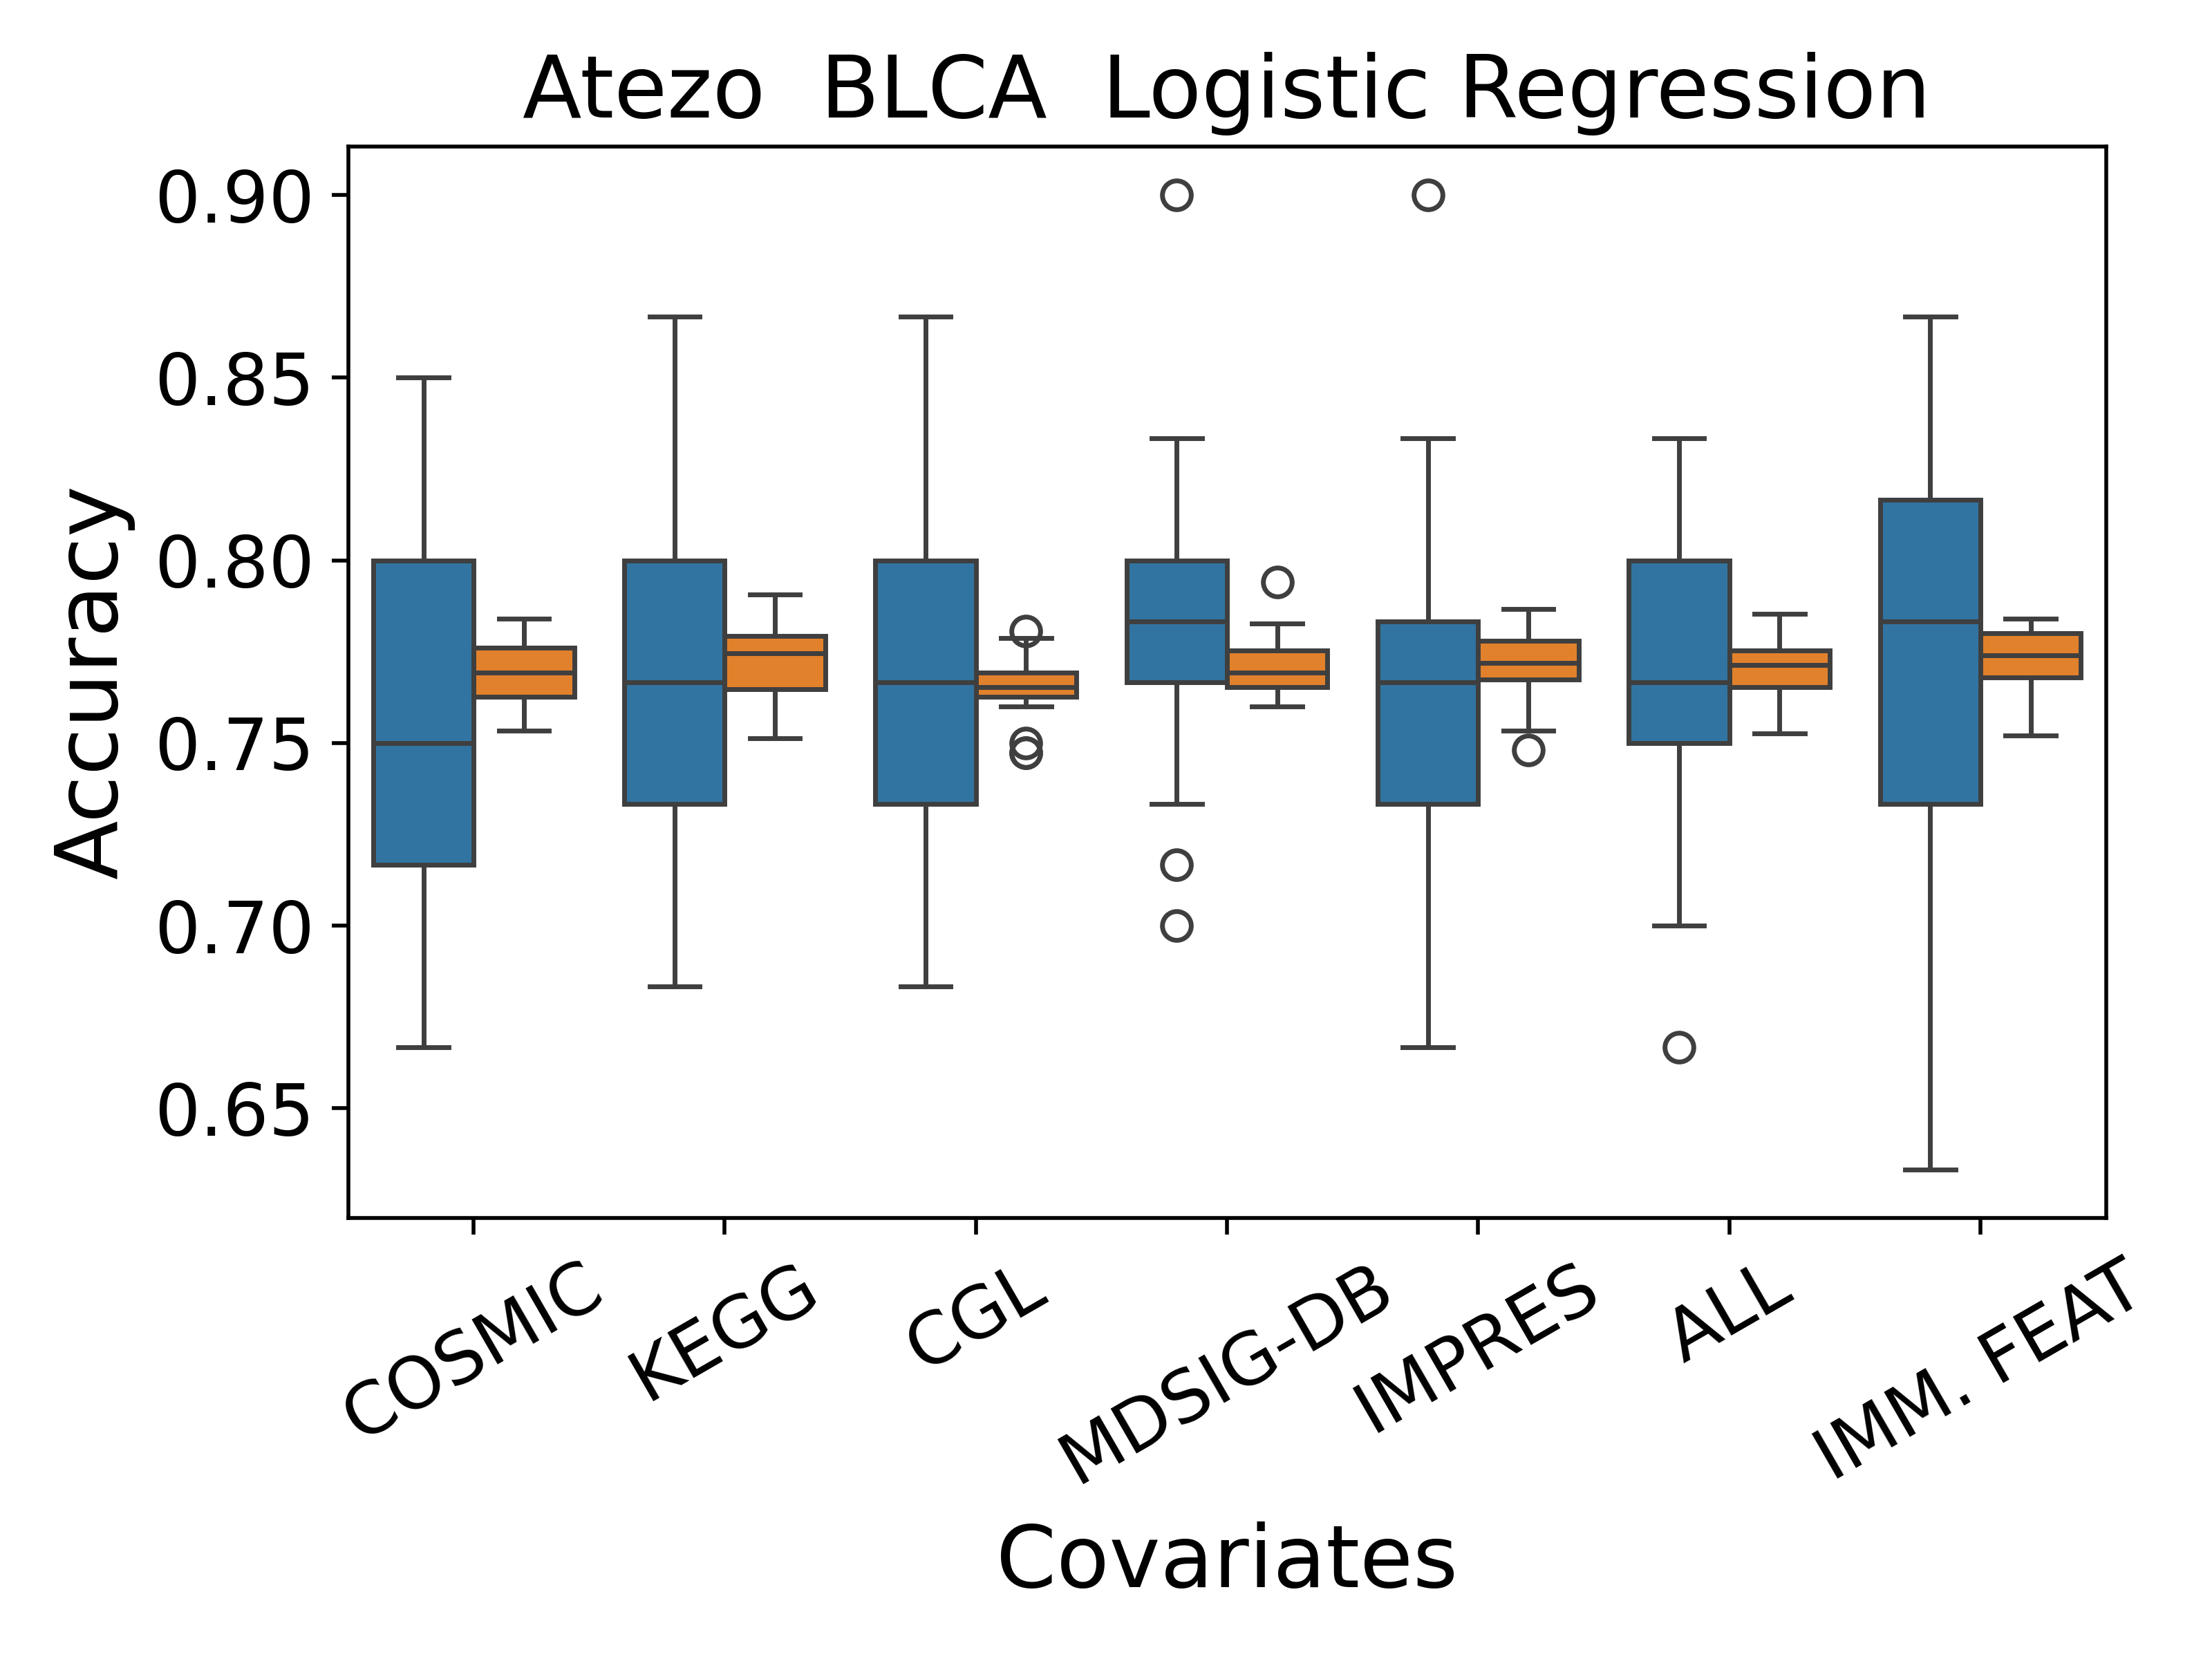 Atezo  BLCA  Logistic Regression
Accuracy
0.90
0.85
0.80
0.75
0.70
0.65
COSMIC
KEGG
CGL
MDSIG-DB
IMPRES
ALL
IMM. FEAT
Covariates